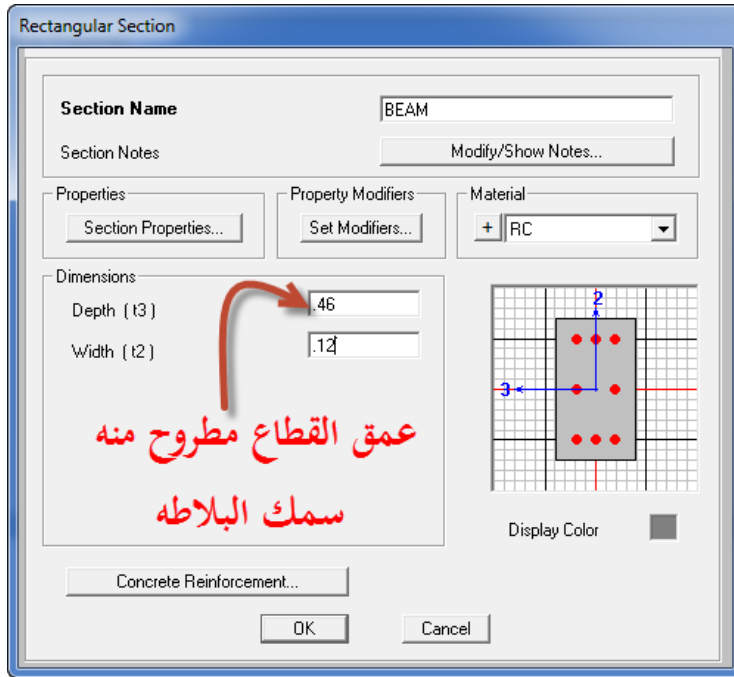 Rectangular Section
Section Name
BEAM
Section Notes
Modify/Show Notes...
Properties
Section Properties...
Property Modifiers
Set Modifiers...
Material
+
RC
Dimensions
Depth ( t3 )
.46
Width ( t2 )
.12
عمق القطاع مطروح منه
سمك البلاطه
2
3
Display Color
Concrete Reinforcement...
OK
Cancel